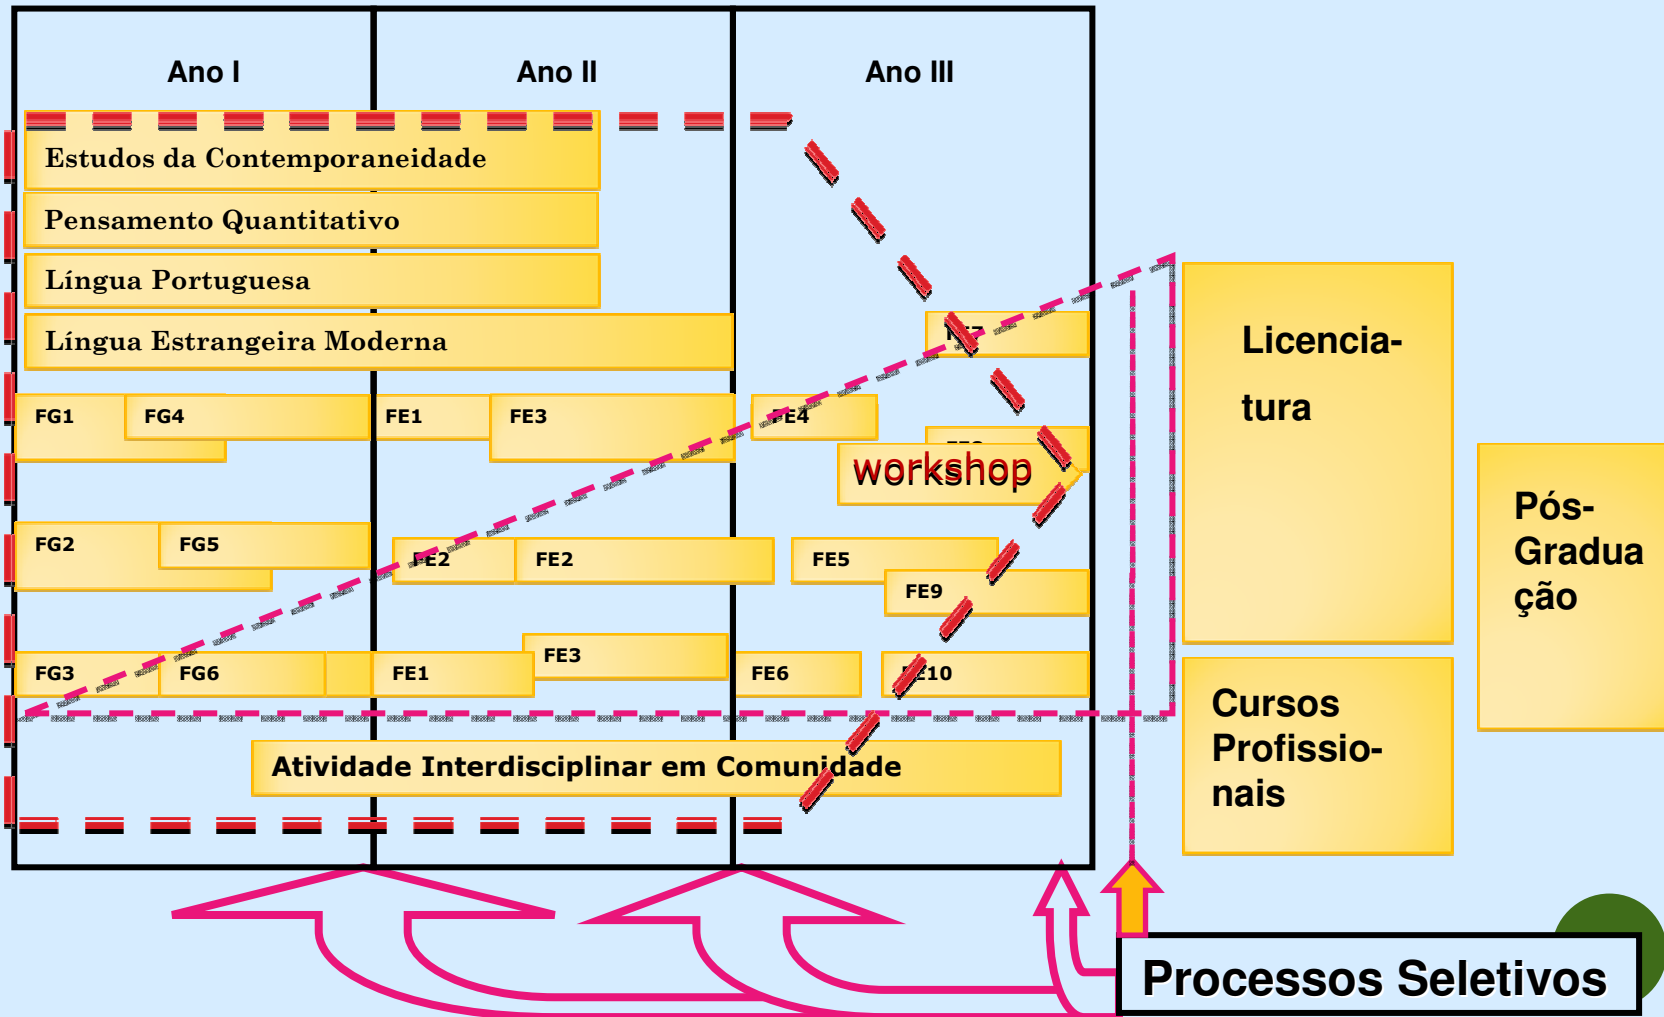 Ano I
Ano II
Ano III
Estudos da Contemporaneidade
Pensamento Quantitativo
Língua Portuguesa
Língua Estrangeira Moderna
FG1
FG4
FE1
FE3
FE4
workshop
FG2
FG5
FE2
FE2
FE5
FE9
FG3
FG6
FE1
FE3
FE6
FE10
Atividade Interdisciplinar em Comunidade
Licencia-
tura
Cursos
Profissio-
nais
Pós-
Gradua
ção
Processos Seletivos